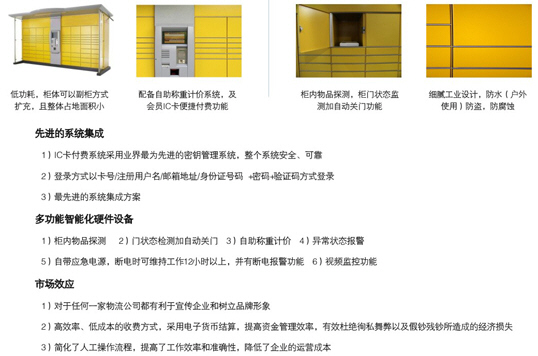 低功耗，柜体可以副柜方式
扩充，且整体占地面积小
配备自助称重计价系统，及
会员IC卡便捷付费功能
柜内物品探测，柜门状态监
测加自动关门功能
细腻工业设计，防水（户外
使用）防盗，防腐蚀
先进的系统集成
1）IC卡付费系统采用业界最为先进的密钥管理系统，整个系统安全、可靠
2）登录方式以卡号/注册用户名/邮箱地址/身份证号码 +密码+验证码方式登录
3）最先进的系统集成方案
多功能智能化硬件设备
1）柜内物品探测 2）门状态检测加自动关门 3）自助称重计价 4）异常状态报警
5）自带应急电源，断电时可维持工作12小时以上，并有断电报警功能 6）视频监控功能
市场效应
1）对于任何一家物流公司都有利于宣传企业和树立品牌形象
2）高效率、低成本的收费方式，采用电子货币结算，提高资金管理效率，有效杜绝徇私舞弊以及假钞残钞所造成的经济损失
3）简化了人工操作流程，提高了工作效率和准确性，降低了企业的运营成本